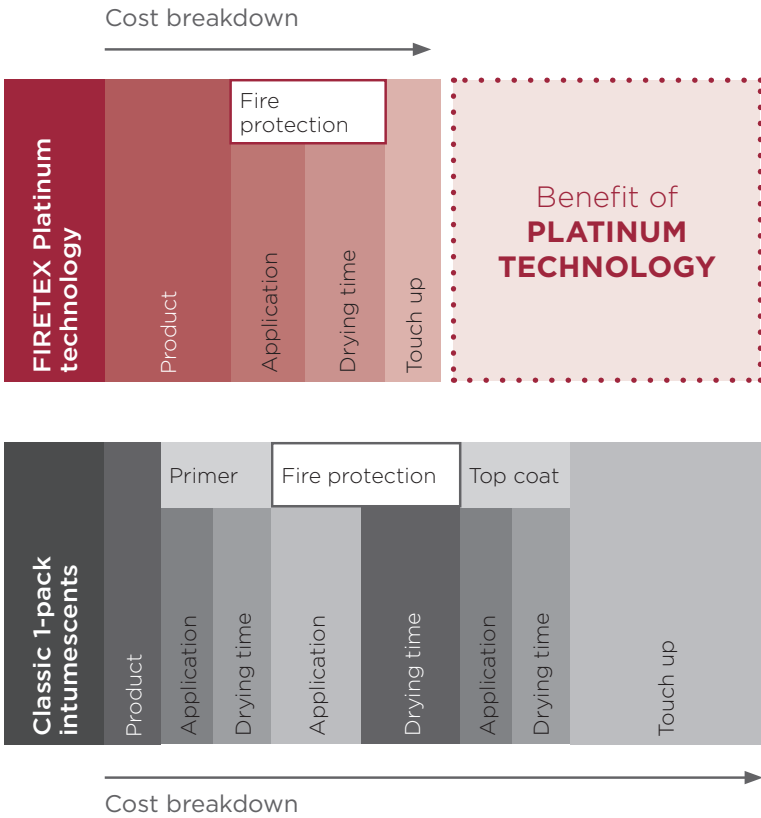 Cost breakdown
FIRETEX Platinum
technology
Product
Fire
protection
Application
Drying time
Touch up
Benefit of
PLATINUM
TECHNOLOGY
Classic 1-pack
intumescents
Product
Primer
Application
Drying time
Fire protection
Application
Drying time
Top coat
Application
Drying time
Touch up
Cost breakdown